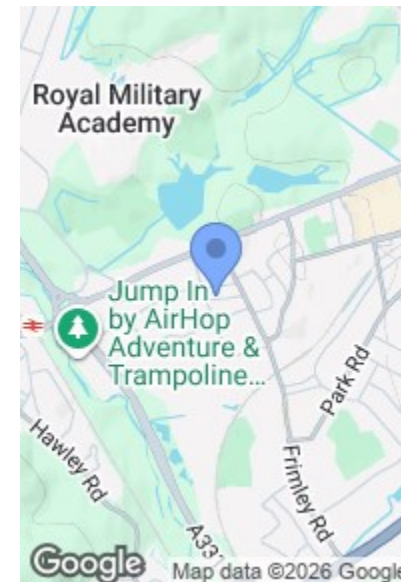 Royal Military
Academy
Jump In
by AirHop
Adventure &
Trampoline...
Park Rd
Hawley Rd
Frimley Rd
A331
Google
Map data ©2026 Google